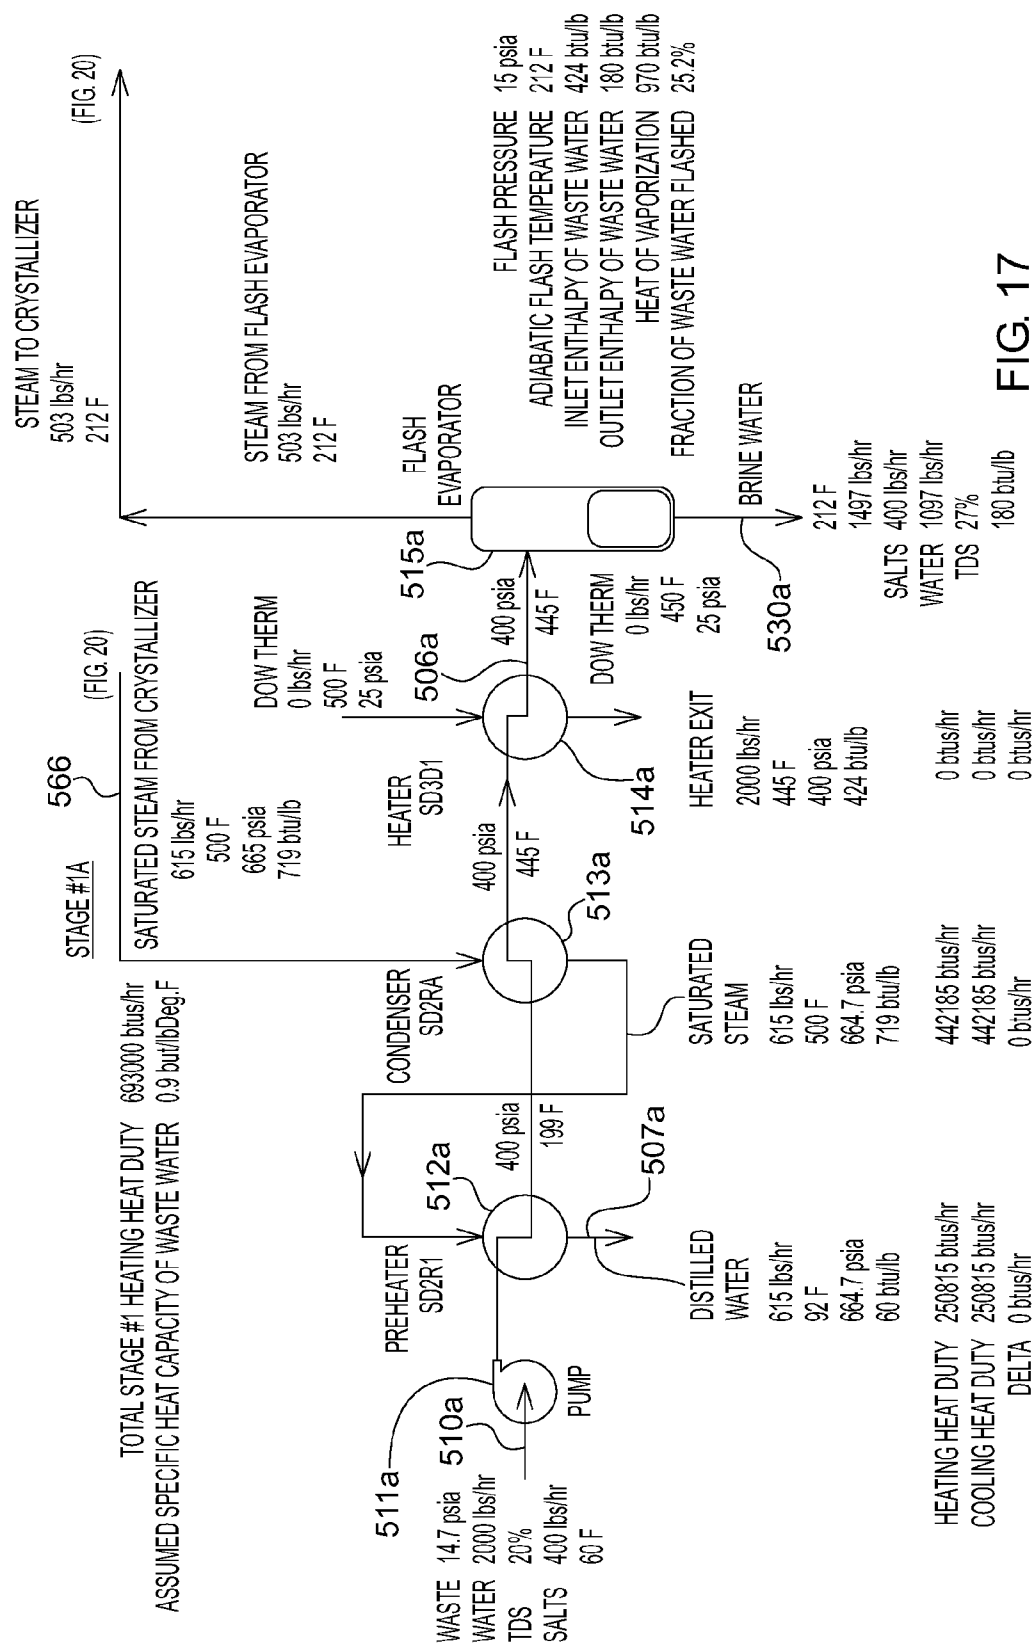 TOTAL STAGE #1 HEATING HEAT DUTY 693000 btus/hr
ASSUMED SPECIFIC HEAT CAPACITY OF WASTE WATER 0.9 but/lbDeg.F
STAGE #1A
566
(FIG. 20)
SATURATED STEAM FROM CRYSTALLIZER
615 lbs/hr
500 F
665 psia
719 btu/lb
STEAM TO CRYSTALLIZER
503 lbs/hr
212 F
(FIG. 20)
STEAM FROM FLASH EVAPORATOR
503 lbs/hr
212 F
WASTE 14.7 psia
WATER 2000 lbs/hr
TDS 20%
SALTS 400 lbs/hr
60 F
510a
511a
PUMP
PREHEATER
SD2R1
512a
400 psia
199 F
507a
CONDENSER
SD2RA
513a
400 psia
445 F
HEATER
SD3D1
514a
DOW THERM
0 lbs/hr
500 F
25 psia
506a
400 psia
445 F
DOW THERM
0 lbs/hr
450 F
25 psia
515a
FLASH
EVAPORATOR
FLASH PRESSURE 15 psia
ADIABATIC FLASH TEMPERATURE 212 F
INLET ENTHALPY OF WASTE WATER 424 btu/lb
OUTLET ENTHALPY OF WASTE WATER 180 btu/lb
HEAT OF VAPORIZATION 970 btu/lb
FRACTION OF WASTE WATER FLASHED 25.2%
BRINE WATER
530a
212 F
1497 lbs/hr
SALTS 400 lbs/hr
WATER 1097 lbs/hr
TDS 27%
180 btu/lb
DISTILLED
WATER
615 lbs/hr
92 F
664.7 psia
60 btu/lb
SATURATED
STEAM
615 lbs/hr
500 F
664.7 psia
719 btu/lb
HEATER EXIT
2000 lbs/hr
445 F
400 psia
424 btu/lb
HEATING HEAT DUTY 250815 btus/hr 442185 btus/hr 0 btus/hr
COOLING HEAT DUTY 250815 btus/hr 442185 btus/hr 0 btus/hr
DELTA 0 btus/hr 0 btus/hr 0 btus/hr
FIG. 17